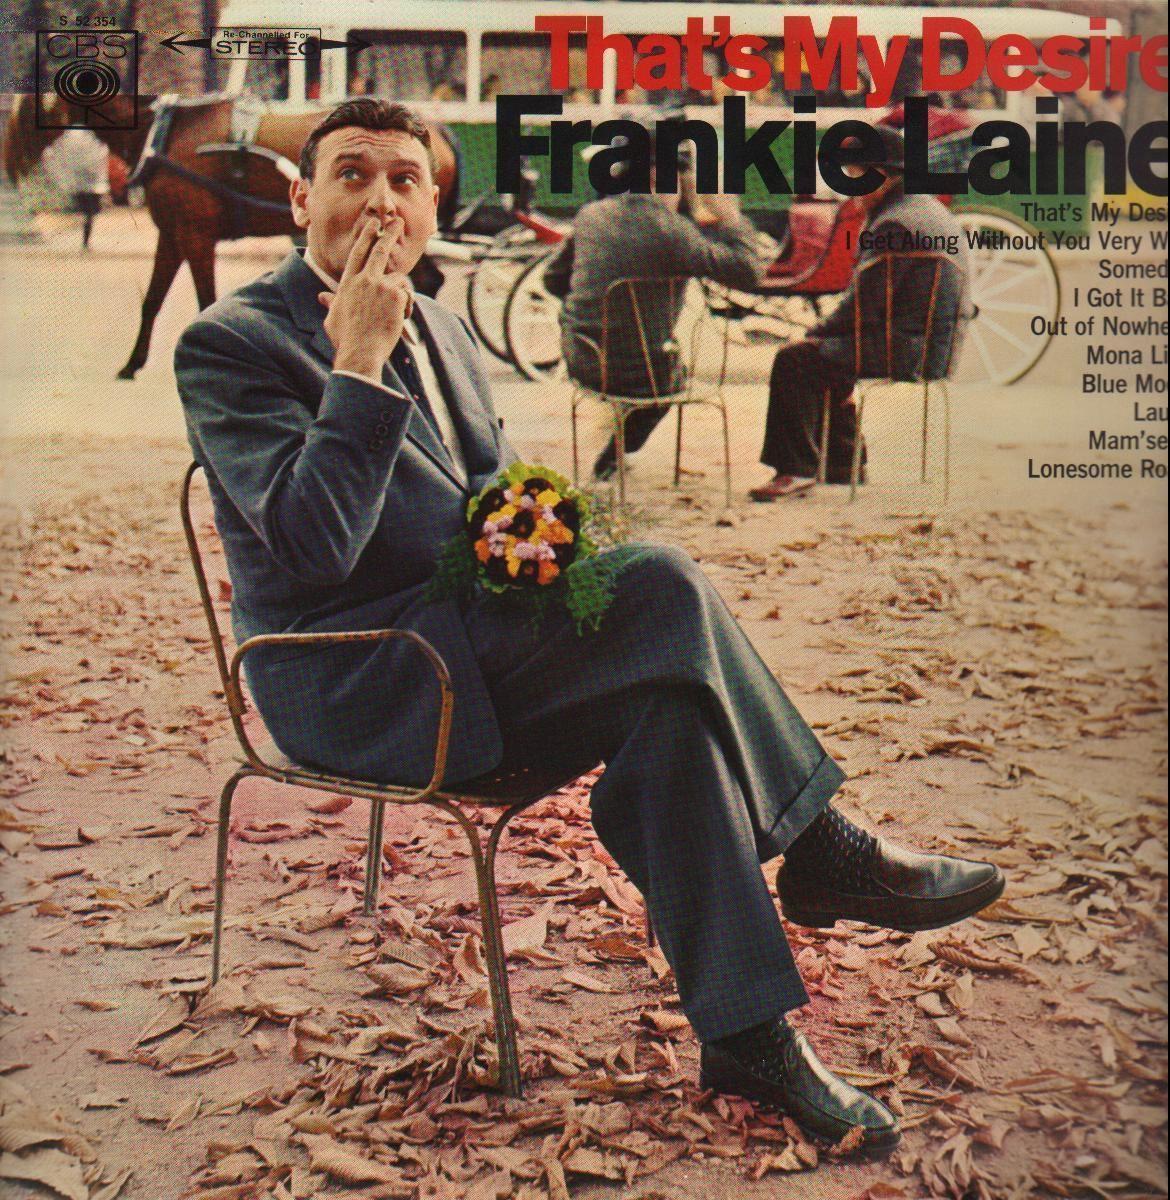 S 52 354
CBS
Re-Channelled For
STEREO
That's My Desire
Frankie Laine
That's My Des
I Get Along Without You Very W
Somed
I Got It B
Out of Nowhe
Mona Li
Blue Mo
Lau
Mam'se
Lonesome Ro